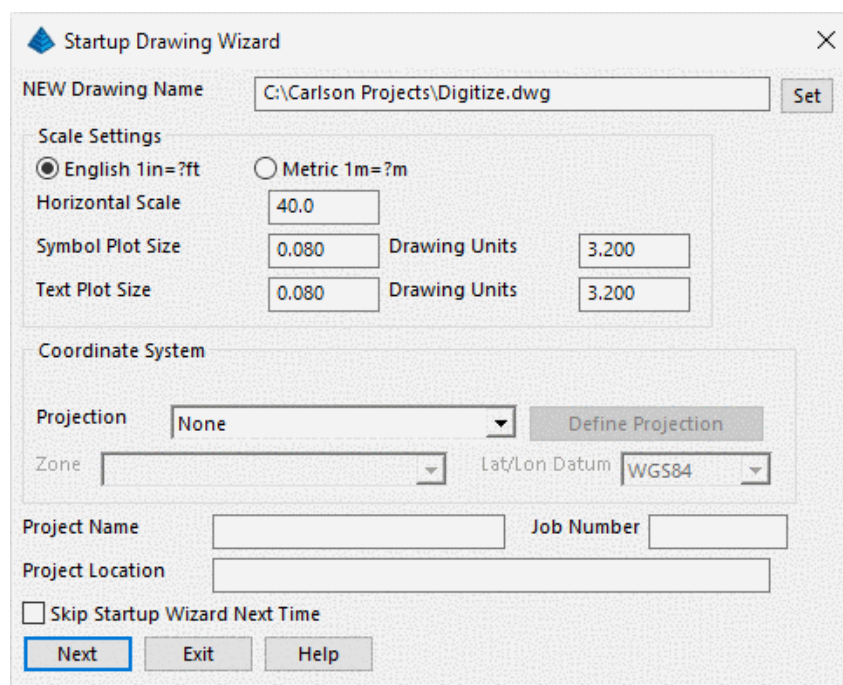 Startup Drawing Wizard
NEW Drawing Name C:\Carlson Projects\Digitize.dwg Set
Scale Settings
English 1in=?ft Metric 1m=?m
Horizontal Scale 40.0
Symbol Plot Size 0.080 Drawing Units 3.200
Text Plot Size 0.080 Drawing Units 3.200
Coordinate System
Projection None Define Projection
Zone Lat/Lon Datum WGS84
Project Name Job Number
Project Location
Skip Startup Wizard Next Time
Next Exit Help